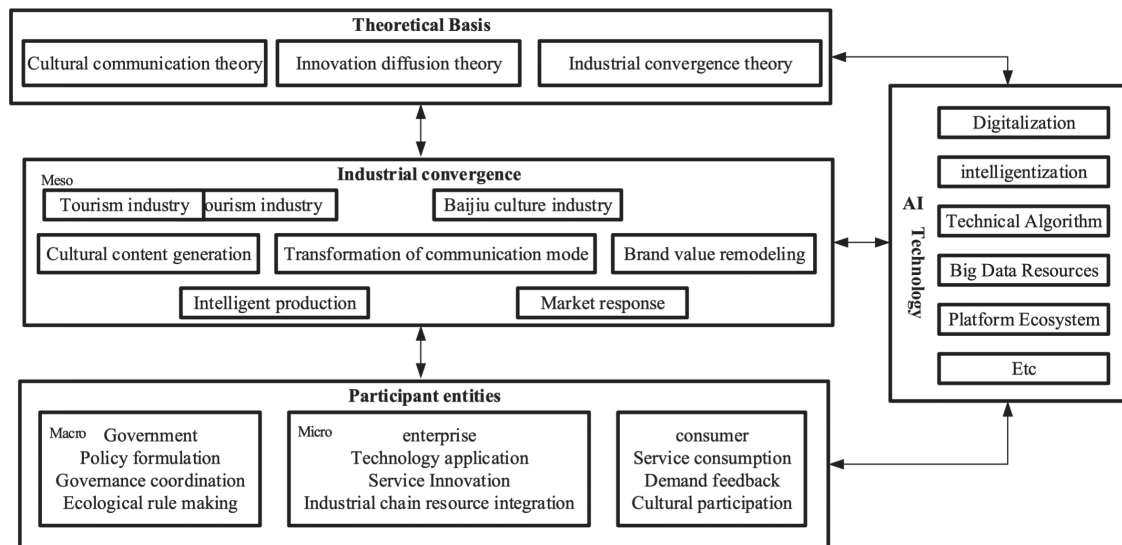 Theoretical Basis
Cultural communication theory
Innovation diffusion theory
Industrial convergence theory
Industrial convergence
Meso
Tourism industry
ourism industry
Baijiu culture industry
Cultural content generation
Transformation of communication mode
Brand value remodeling
Intelligent production
Market response
Participant entities
Macro
Government
Policy formulation
Governance coordination
Ecological rule making
Micro
enterprise
Technology application
Service Innovation
Industrial chain resource integration
consumer
Service consumption
Demand feedback
Cultural participation
AI
Technology
Digitalization
intelligentization
Technical Algorithm
Big Data Resources
Platform Ecosystem
Etc